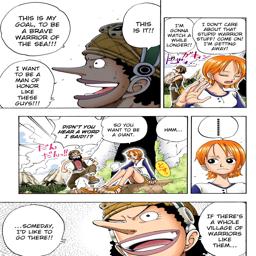 THIS IS
MY GOAL, TO BE
A BRAVE
WARRIOR OF
THE SEA!!!
THIS IS
IT!!!
I WANT
TO BE A
MAN OF
HONOR
LIKE
THESE
GUYS!!!
I DON'T CARE
ABOUT THAT
STUPID WARRIOR
STUFF! COME ON!
I'M GETTING
AWAY!
I'M
GONNA
WATCH A
WHILE
LONGER!!
DIDN'T YOU
HEAR A WORD
I SAID!!?
SO YOU
WANT TO BE
A GIANT.
HMM...
IF THERE'S
A WHOLE
VILLAGE OF
WARRIORS
LIKE
THEM...
...SOMEDAY,
I'D LIKE TO
GO THERE!!